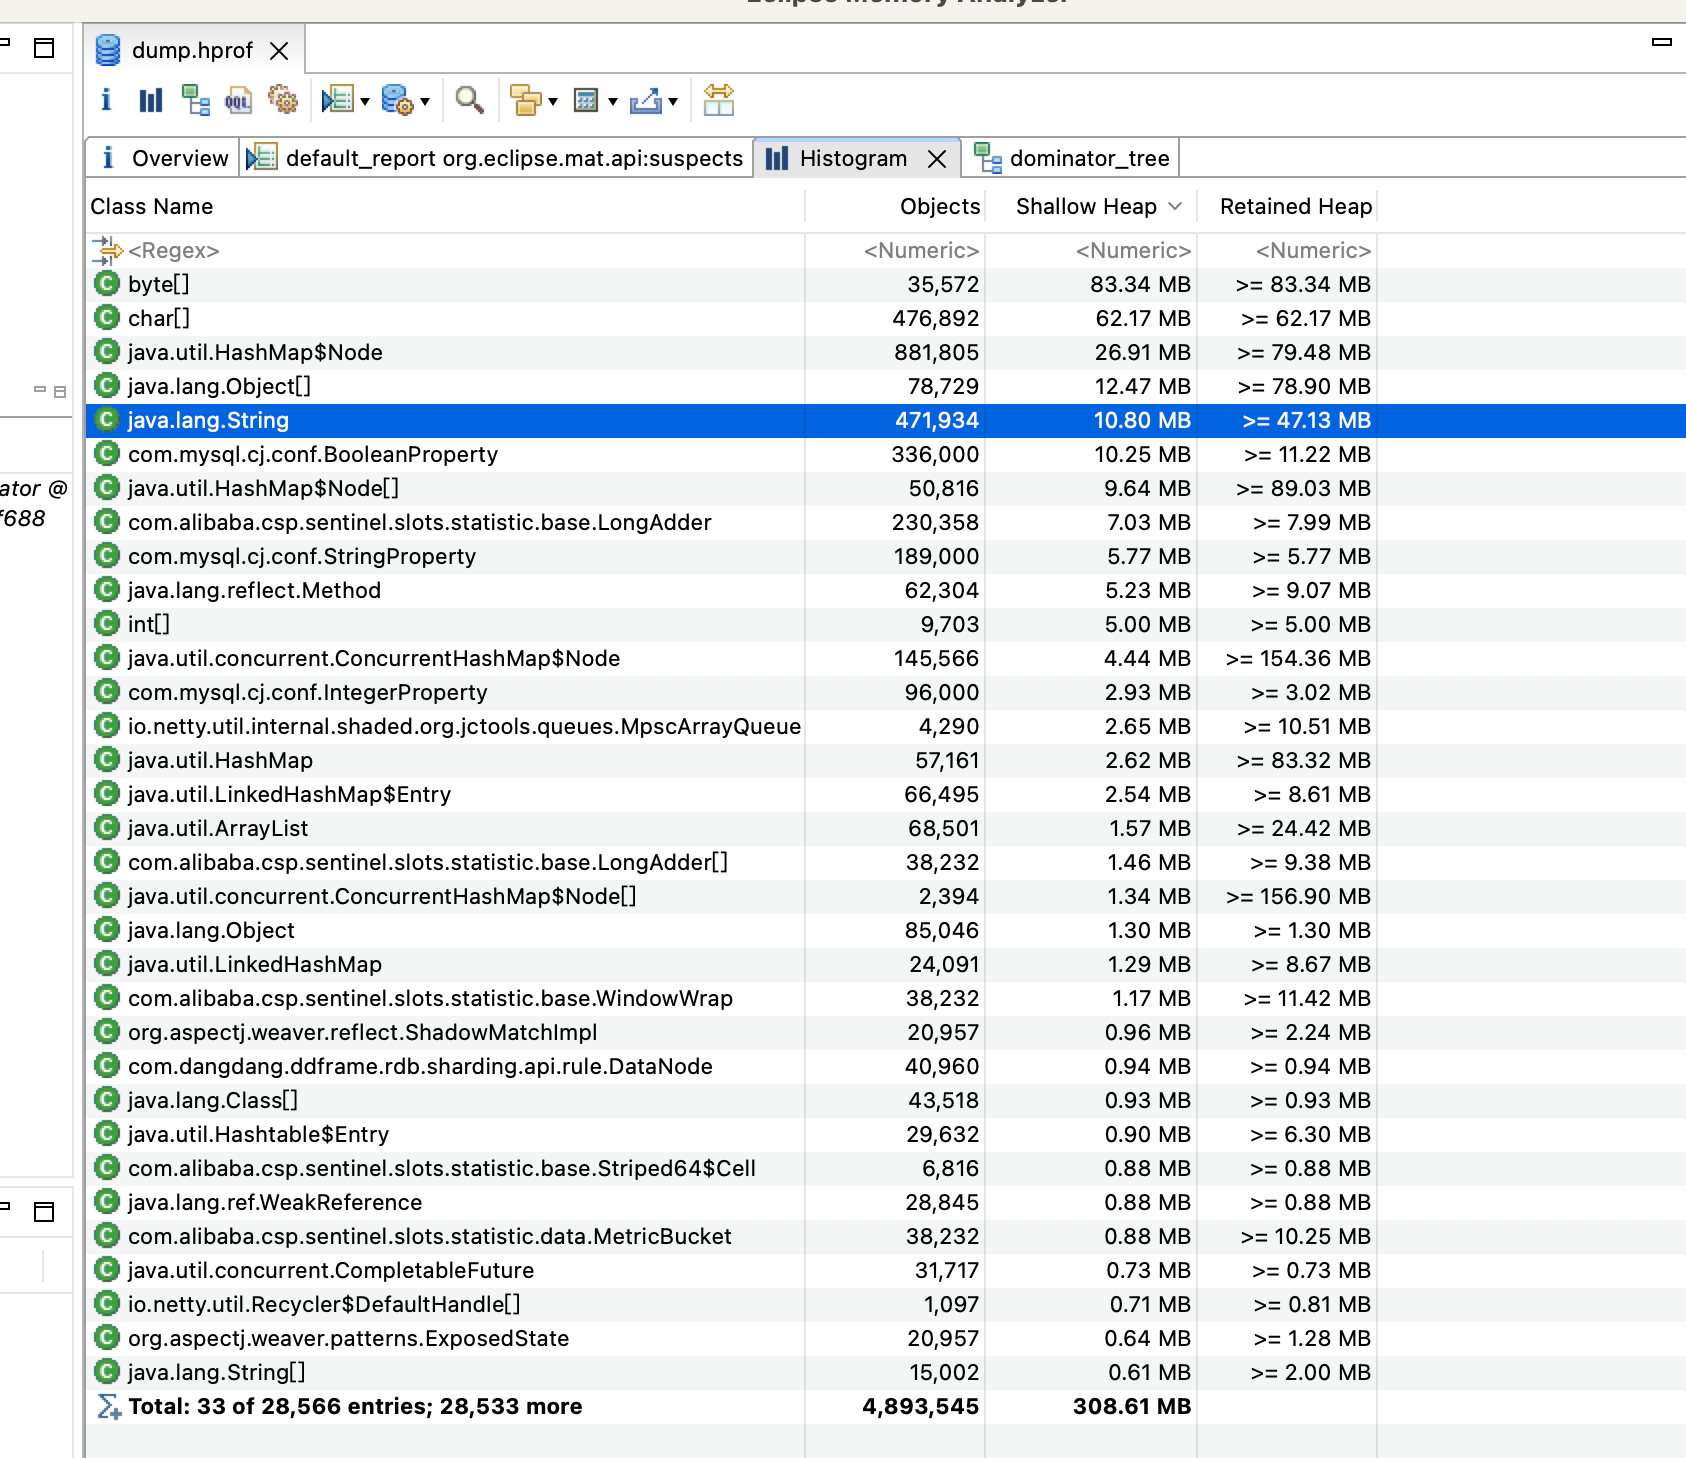 Eclipse Memory Analyzer
dump.hprof
Overview default_report org.eclipse.mat.api:suspects Histogram dominator_tree
Class Name Objects Shallow Heap Retained Heap
<Regex> <Numeric> <Numeric> <Numeric>
byte[] 35,572 83.34 MB >= 83.34 MB
char[] 476,892 62.17 MB >= 62.17 MB
java.util.HashMap$Node 881,805 26.91 MB >= 79.48 MB
java.lang.Object[] 78,729 12.47 MB >= 78.90 MB
java.lang.String 471,934 10.80 MB >= 47.13 MB
com.mysql.cj.conf.BooleanProperty 336,000 10.25 MB >= 11.22 MB
java.util.HashMap$Node[] 50,816 9.64 MB >= 89.03 MB
com.alibaba.csp.sentinel.slots.statistic.base.LongAdder 230,358 7.03 MB >= 7.99 MB
com.mysql.cj.conf.StringProperty 189,000 5.77 MB >= 5.77 MB
java.lang.reflect.Method 62,304 5.23 MB >= 9.07 MB
int[] 9,703 5.00 MB >= 5.00 MB
java.util.concurrent.ConcurrentHashMap$Node 145,566 4.44 MB >= 154.36 MB
com.mysql.cj.conf.IntegerProperty 96,000 2.93 MB >= 3.02 MB
io.netty.util.internal.shaded.org.jctools.queues.MpscArrayQueue 4,290 2.65 MB >= 10.51 MB
java.util.HashMap 57,161 2.62 MB >= 83.32 MB
java.util.LinkedHashMap$Entry 66,495 2.54 MB >= 8.61 MB
java.util.ArrayList 68,501 1.57 MB >= 24.42 MB
com.alibaba.csp.sentinel.slots.statistic.base.LongAdder[] 38,232 1.46 MB >= 9.38 MB
java.util.concurrent.ConcurrentHashMap$Node[] 2,394 1.34 MB >= 156.90 MB
java.lang.Object 85,046 1.30 MB >= 1.30 MB
java.util.LinkedHashMap 24,091 1.29 MB >= 8.67 MB
com.alibaba.csp.sentinel.slots.statistic.base.WindowWrap 38,232 1.17 MB >= 11.42 MB
org.aspectj.weaver.reflect.ShadowMatchImpl 20,957 0.96 MB >= 2.24 MB
com.dangdang.ddframe.rdb.sharding.api.rule.DataNode 40,960 0.94 MB >= 0.94 MB
java.lang.Class[] 43,518 0.93 MB >= 0.93 MB
java.util.Hashtable$Entry 29,632 0.90 MB >= 6.30 MB
com.alibaba.csp.sentinel.slots.statistic.base.Striped64$Cell 6,816 0.88 MB >= 0.88 MB
java.lang.ref.WeakReference 28,845 0.88 MB >= 0.88 MB
com.alibaba.csp.sentinel.slots.statistic.data.MetricBucket 38,232 0.88 MB >= 10.25 MB
java.util.concurrent.CompletableFuture 31,717 0.73 MB >= 0.73 MB
io.netty.util.Recycler$DefaultHandle[] 1,097 0.71 MB >= 0.81 MB
org.aspectj.weaver.patterns.ExposedState 20,957 0.64 MB >= 1.28 MB
java.lang.String[] 15,002 0.61 MB >= 2.00 MB
Total: 33 of 28,566 entries; 28,533 more 4,893,545 308.61 MB
ator @
f688